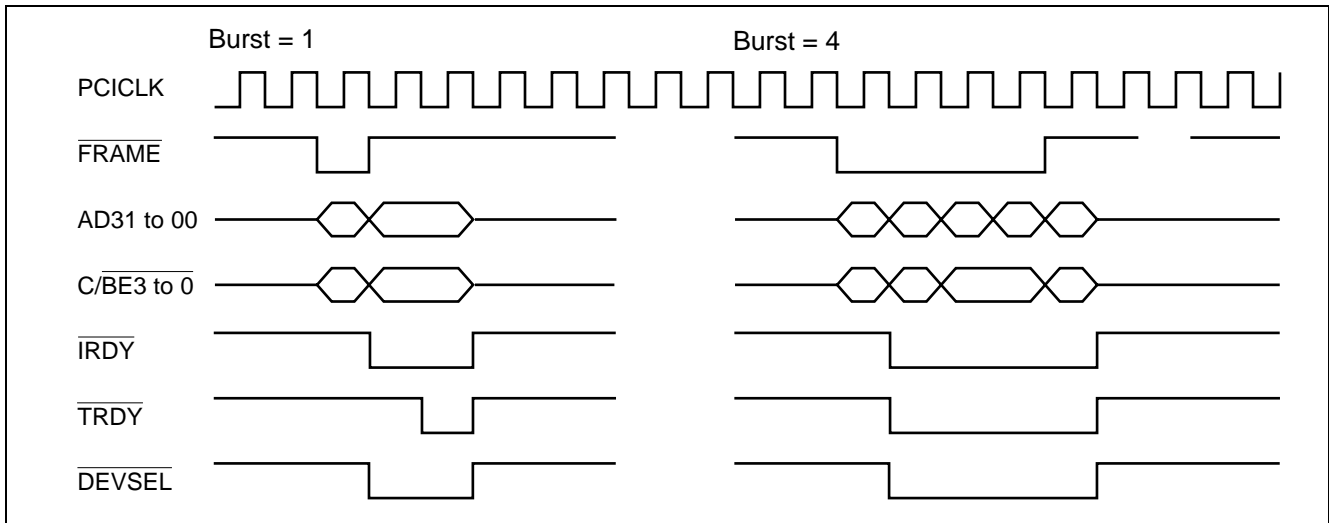 Burst = 1
Burst = 4
PCICLK
FRAME
AD31 to 00
C/BE3 to 0
IRDY
TRDY
DEVSEL